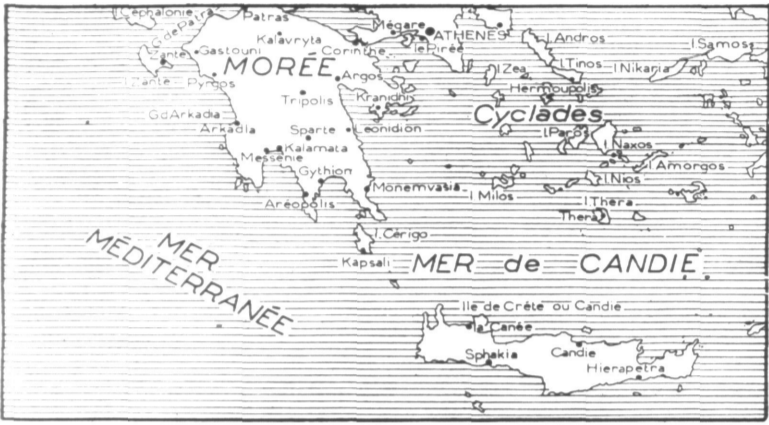 I.Céphalonie
G. de Patra
Patras
Mégare
ATHÈNES
I.Andros
I.Samos
Kalavryta
Zante
Gastouni
Corinthe
le Pirée
MORÉE
Argos
I.Zea
I.Tinos
I.Nikaria
I.Zante
Pyrgos
Hermoupolis
Tripolis
Kranidhi
Cyclades
Gd Arkadia
Arkadia
Sparte
Leonidion
I.Paros
I.Naxos
Kalamata
Messénie
I.Amorgos
Gythion
I.Nios
Monemvasia
I.Milos
Aréopolis
I.Thera
Thera
I.Cérigo
MER
MÉDITERRANÉE
Kapsali
MER de CANDIE
Ile de Crète ou Candie
la Canée
Sphakia
Candie
Hierapetra